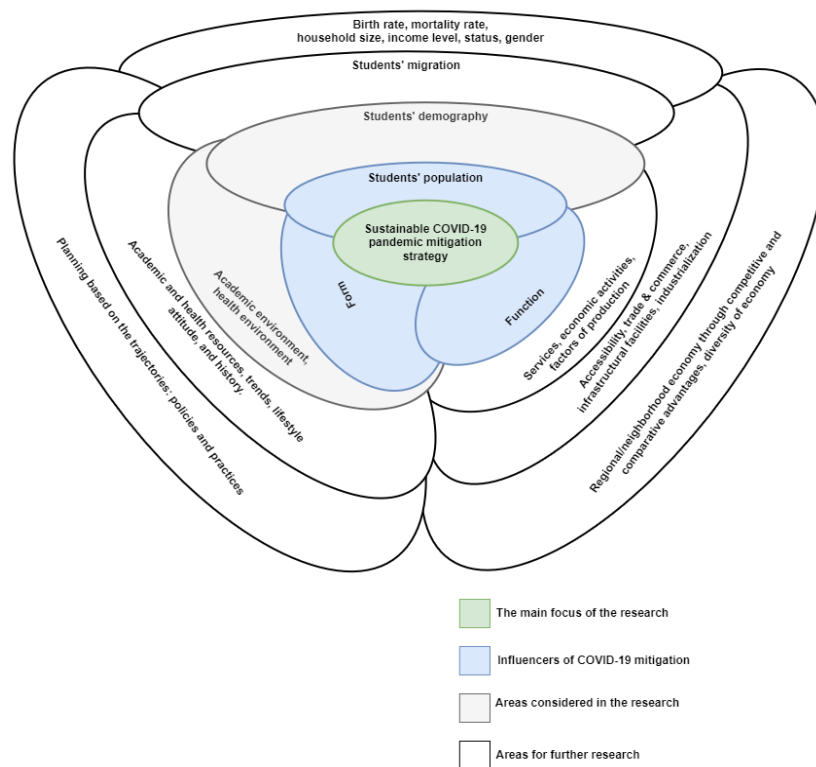 Birth rate, mortality rate,
household size, income level, status, gender
Students' migration
Students' demography
Students' population
Sustainable COVID-19
pandemic mitigation
strategy
Form
Function
Academic environment,
health environment
Academic and health resources, trends, lifestyle
attitude, and history.
Planning based on the trajectories: policies and practices
Services, economic activities,
factors of production
Accessibility, trade & commerce,
infrastructural facilities, industrialization
Regional/neighborhood economy through competitive and
comparative advantages, diversity of economy
The main focus of the research
Influencers of COVID-19 mitigation
Areas considered in the research
Areas for further research